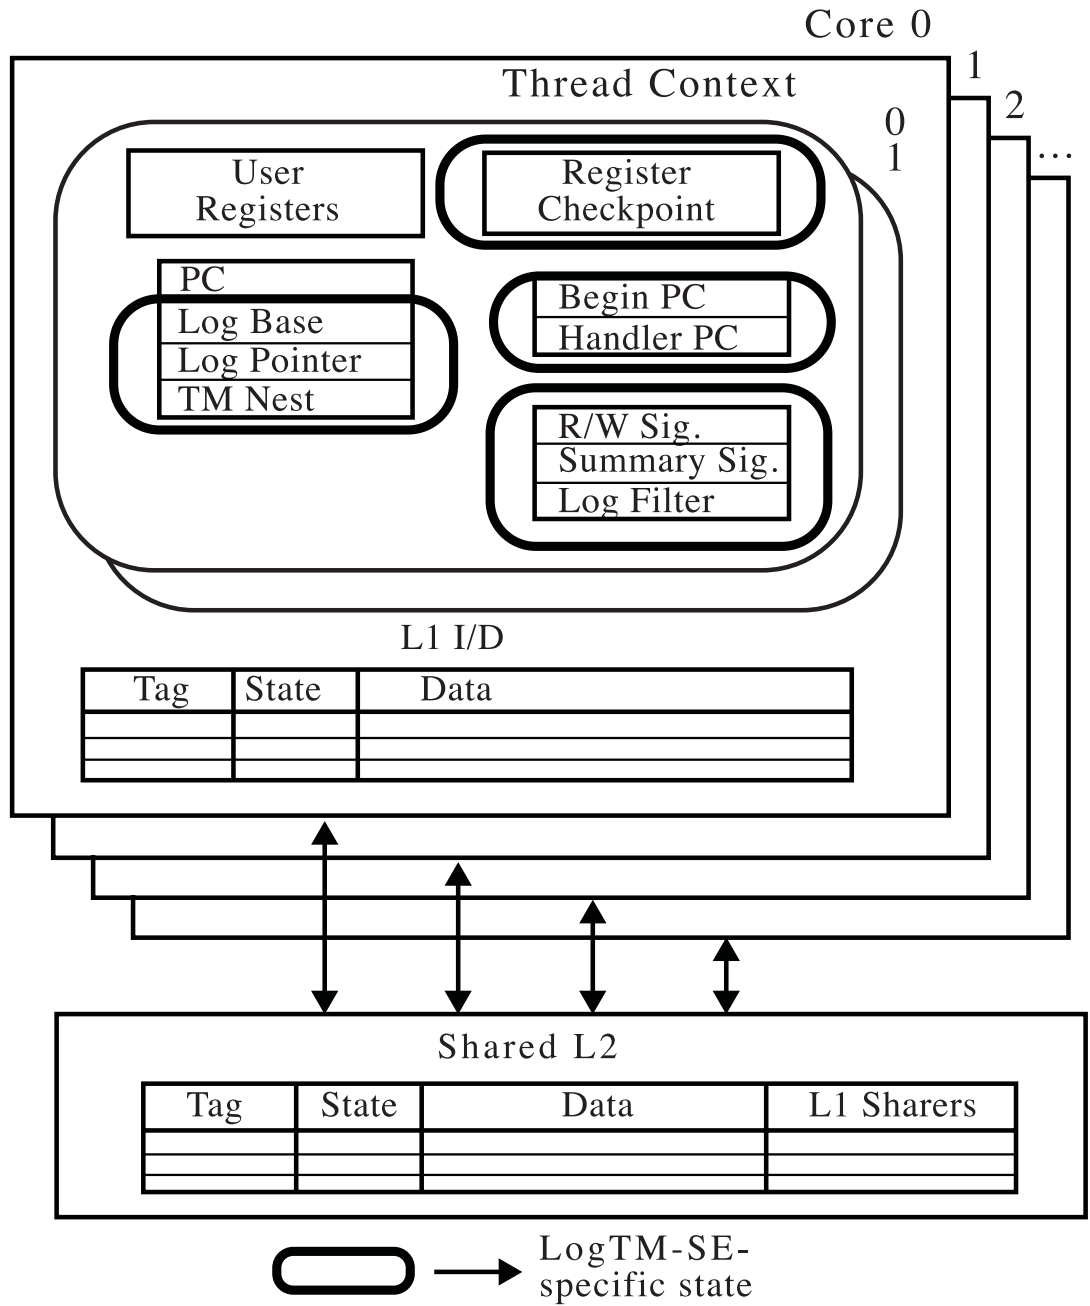 Core 0
1
2
...
Thread Context
0
1
User
Registers
Register
Checkpoint
PC
Log Base
Log Pointer
TM Nest
Begin PC
Handler PC
R/W Sig.
Summary Sig.
Log Filter
L1 I/D
Tag State Data
Shared L2
Tag State Data L1 Sharers
LogTM-SE-
specific state